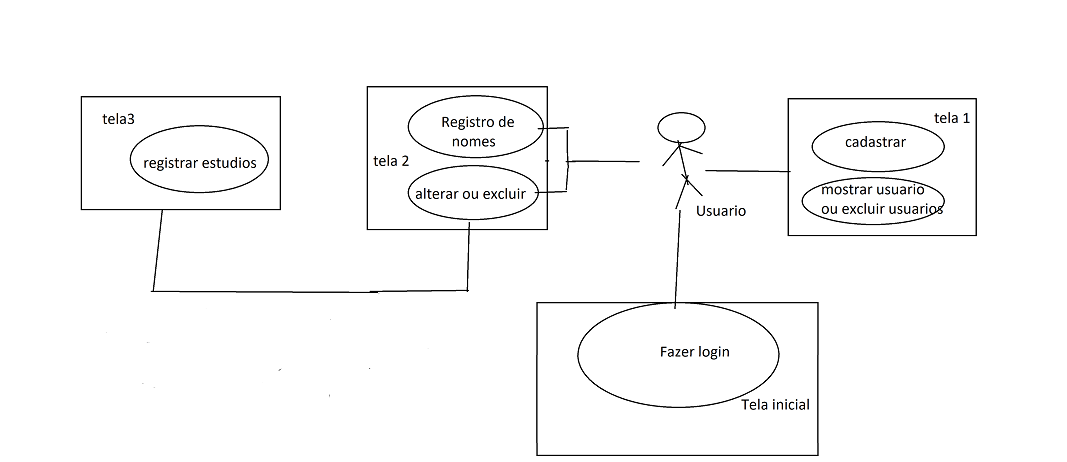 tela3
registrar estudios
Registro de
nomes
tela 2
alterar ou excluir
Usuario
tela 1
cadastrar
mostrar usuario
ou excluir usuarios
Fazer login
Tela inicial